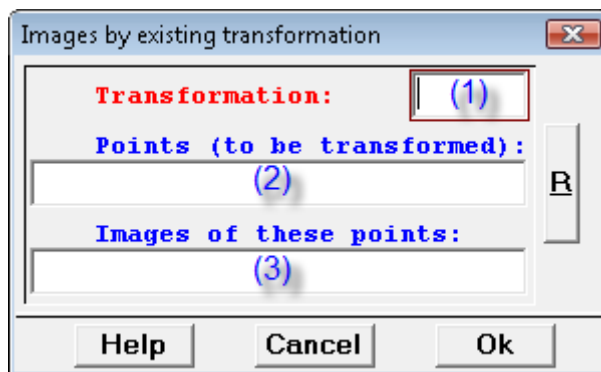 Images by existing transformation
Transformation: (1)
Points (to be transformed):
(2)
R
Images of these points:
(3)
Help Cancel Ok